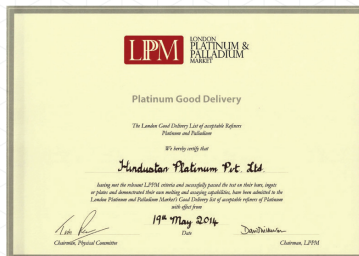 LPPM
LONDON
PLATINUM &
PALLADIUM
MARKET
Platinum Good Delivery
The London Good Delivery List of acceptable Refiners
Platinum and Palladium
We hereby certify that
Hindustan Platinum Pvt. Ltd.
having met the relevant LPPM criteria and successfully passed the test on their bars, ingots
or plates and demonstrated their own melting and assaying capabilities, have been admitted to the
London Platinum and Palladium Market's Good Delivery list of acceptable refiners of Platinum
with effect from
19th May 2014
Date
Chairman, Physical Committee
Chairman, LPPM